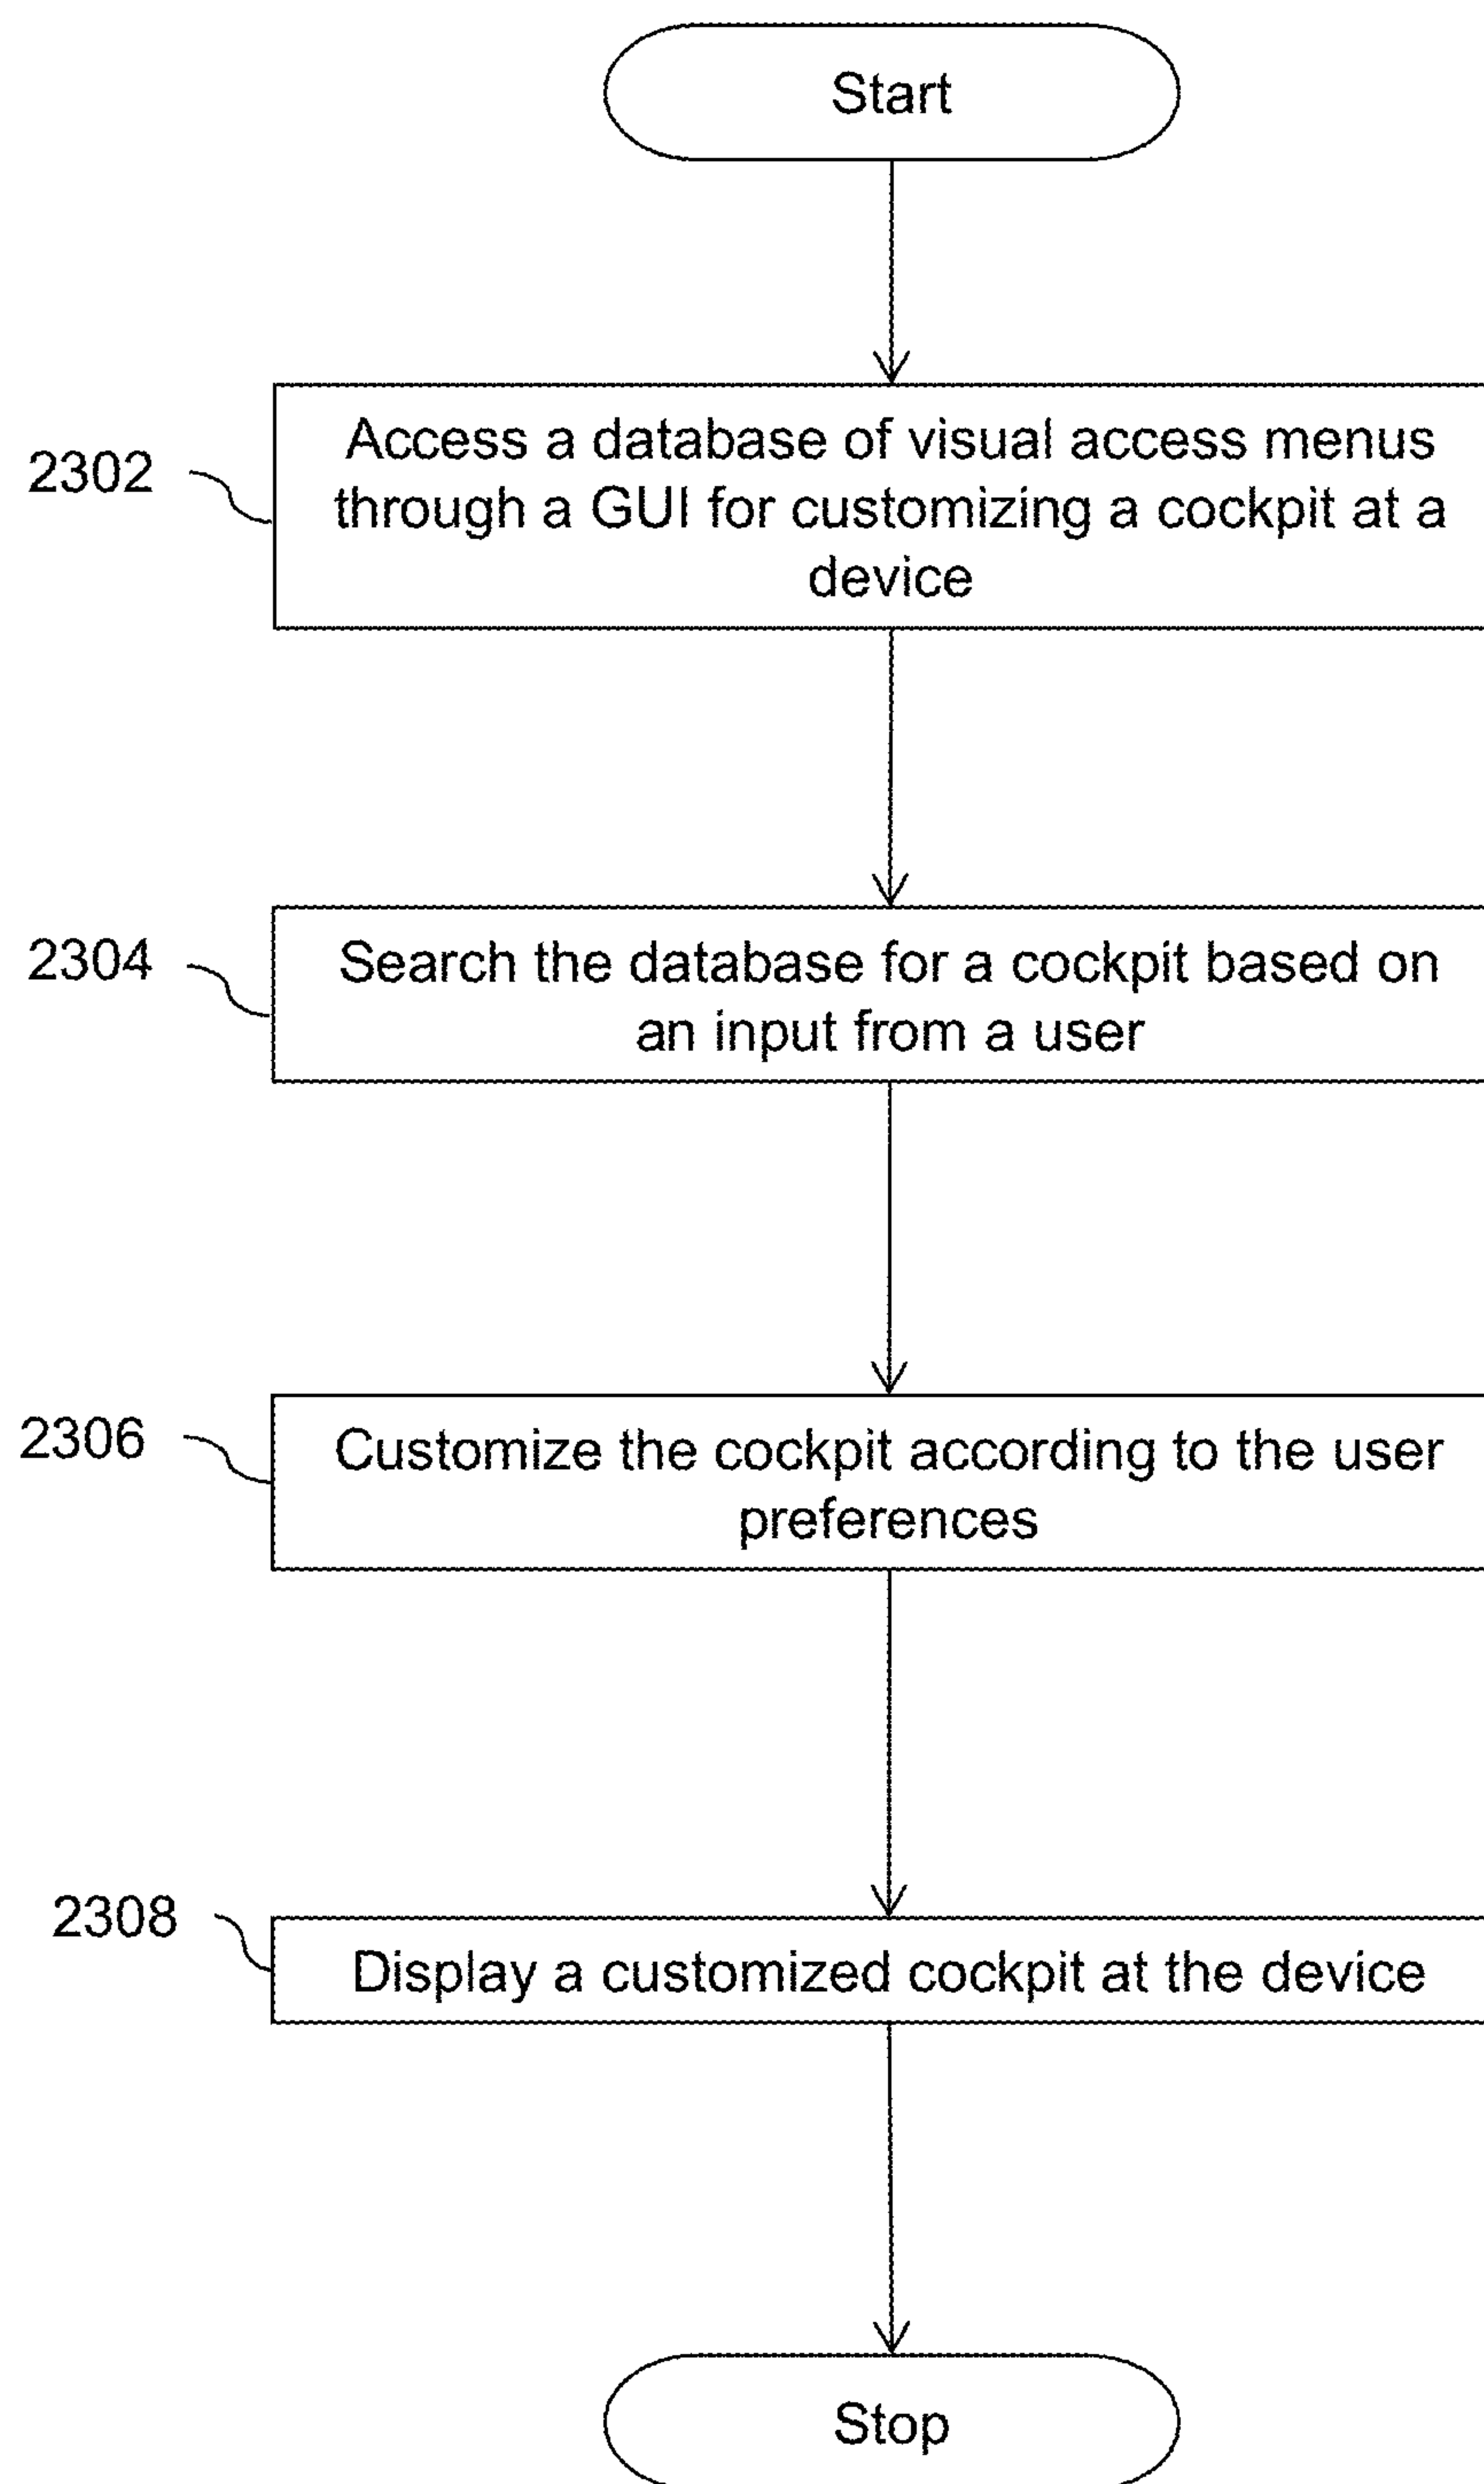 Start
2302
Access a database of visual access menus
through a GUI for customizing a cockpit at a
device
2304
Search the database for a cockpit based on
an input from a user
2306
Customize the cockpit according to the user
preferences
2308
Display a customized cockpit at the device
Stop